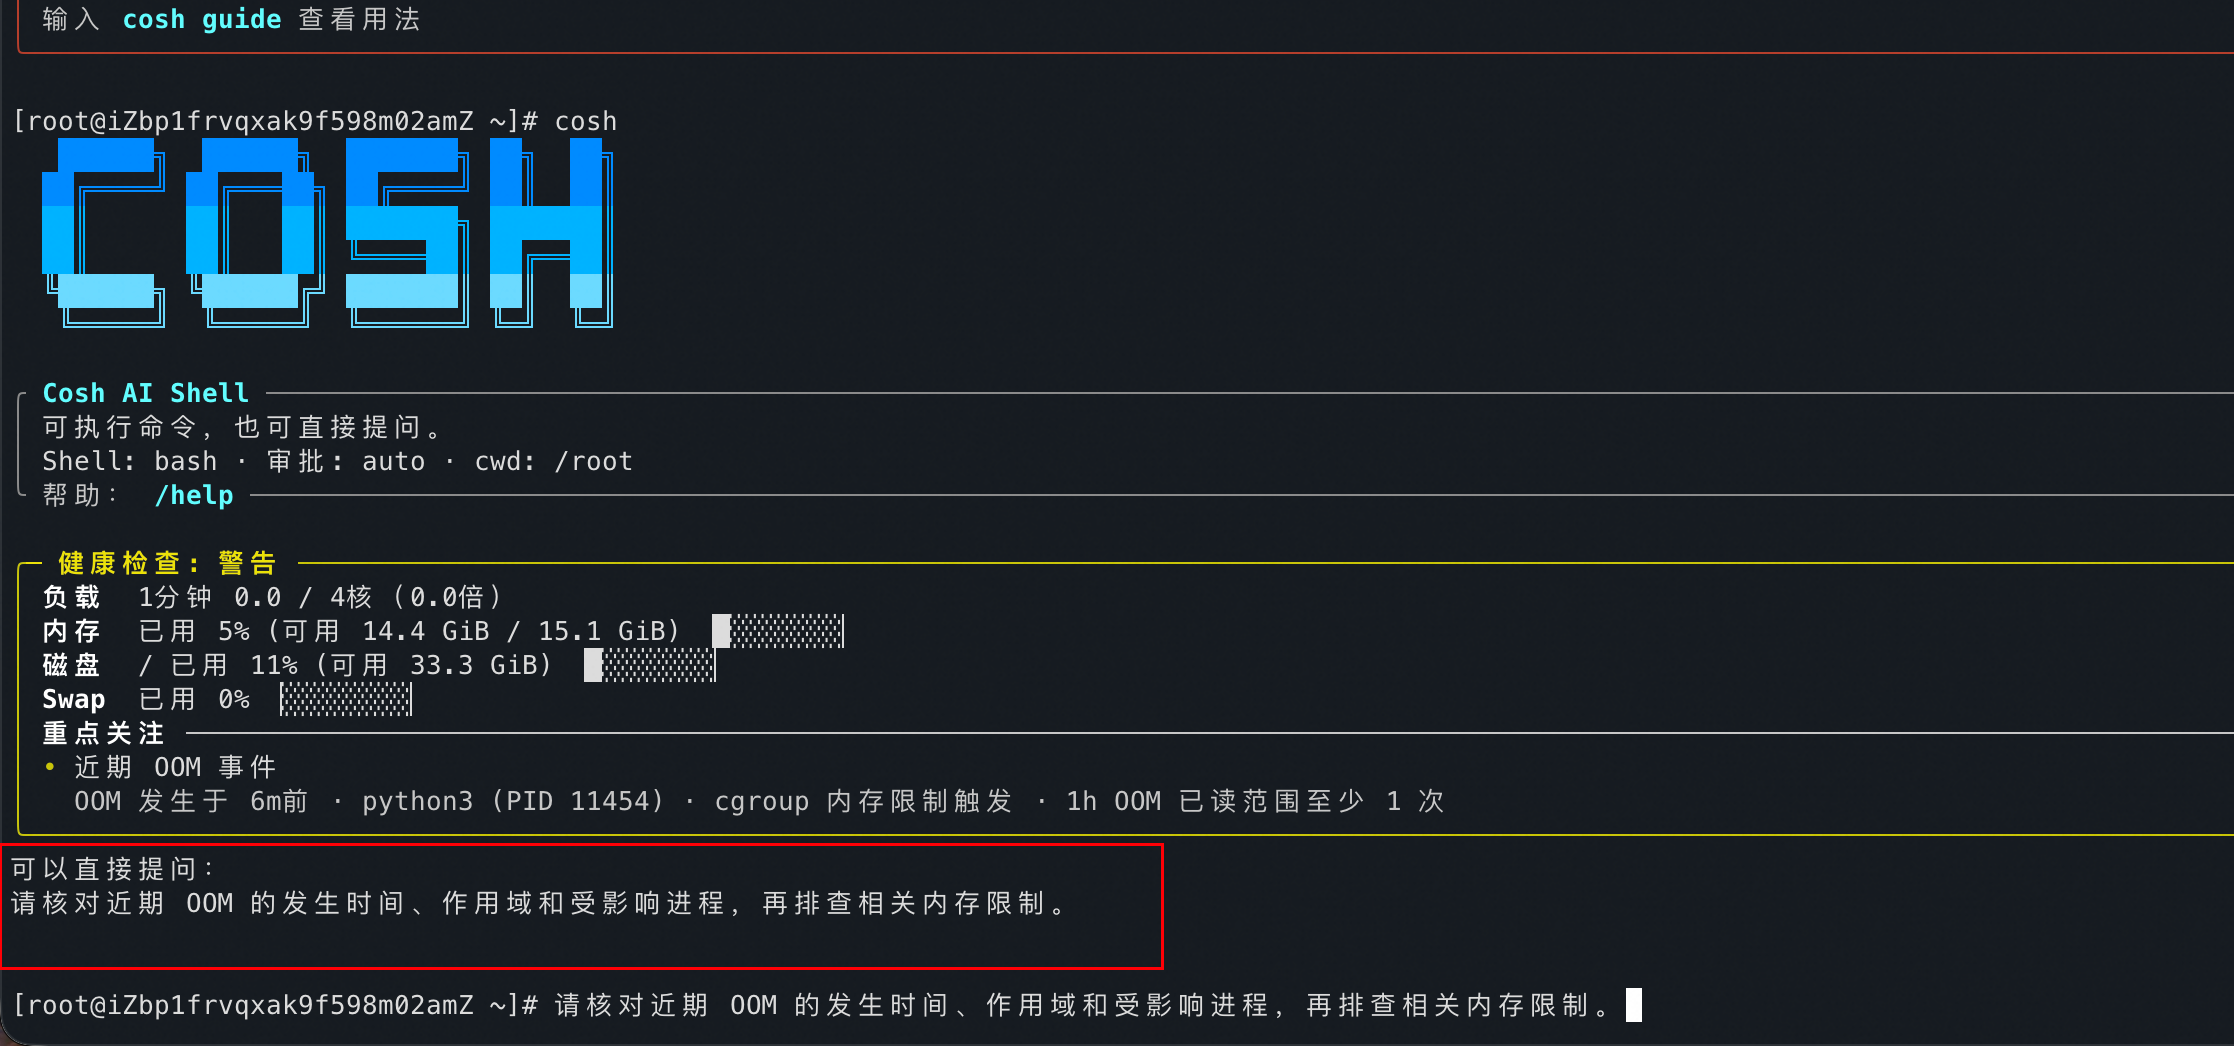 输入 cosh guide 查看用法
[root@iZbp1frvqxak9f598m02amZ ~]# cosh
COSH
Cosh AI Shell
可执行命令，也可直接提问。
Shell: bash · 审批: auto · cwd: /root
帮助： /help
健康检查: 警告
负载 1分钟 0.0 / 4核 (0.0倍)
内存 已用 5% (可用 14.4 GiB / 15.1 GiB)
磁盘 / 已用 11% (可用 33.3 GiB)
Swap 已用 0%
重点关注
• 近期 OOM 事件
OOM 发生于 6m前 · python3 (PID 11454) · cgroup 内存限制触发 · 1h OOM 已读范围至少 1 次
可以直接提问：
请核对近期 OOM 的发生时间、作用域和受影响进程，再排查相关内存限制。
[root@iZbp1frvqxak9f598m02amZ ~]# 请核对近期 OOM 的发生时间、作用域和受影响进程，再排查相关内存限制。